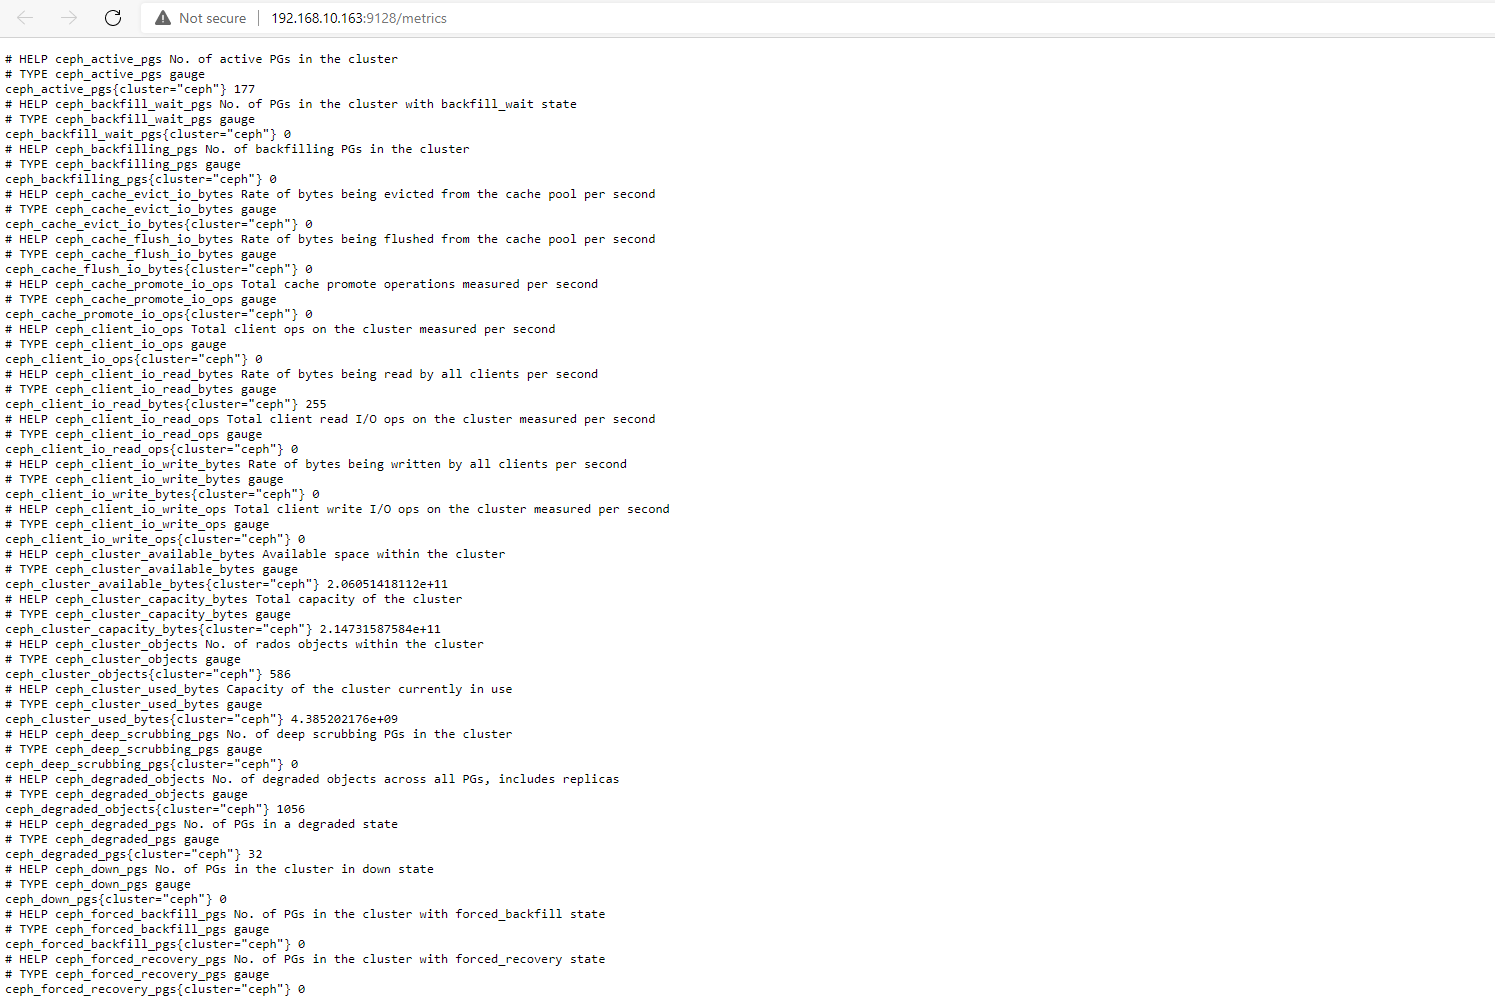 Not secure | 192.168.10.163:9128/metrics
# HELP ceph_active_pgs No. of active PGs in the cluster
# TYPE ceph_active_pgs gauge
ceph_active_pgs{cluster="ceph"} 177
# HELP ceph_backfill_wait_pgs No. of PGs in the cluster with backfill_wait state
# TYPE ceph_backfill_wait_pgs gauge
ceph_backfill_wait_pgs{cluster="ceph"} 0
# HELP ceph_backfilling_pgs No. of backfilling PGs in the cluster
# TYPE ceph_backfilling_pgs gauge
ceph_backfilling_pgs{cluster="ceph"} 0
# HELP ceph_cache_evict_io_bytes Rate of bytes being evicted from the cache pool per second
# TYPE ceph_cache_evict_io_bytes gauge
ceph_cache_evict_io_bytes{cluster="ceph"} 0
# HELP ceph_cache_flush_io_bytes Rate of bytes being flushed from the cache pool per second
# TYPE ceph_cache_flush_io_bytes gauge
ceph_cache_flush_io_bytes{cluster="ceph"} 0
# HELP ceph_cache_promote_io_ops Total cache promote operations measured per second
# TYPE ceph_cache_promote_io_ops gauge
ceph_cache_promote_io_ops{cluster="ceph"} 0
# HELP ceph_client_io_ops Total client ops on the cluster measured per second
# TYPE ceph_client_io_ops gauge
ceph_client_io_ops{cluster="ceph"} 0
# HELP ceph_client_io_read_bytes Rate of bytes being read by all clients per second
# TYPE ceph_client_io_read_bytes gauge
ceph_client_io_read_bytes{cluster="ceph"} 255
# HELP ceph_client_io_read_ops Total client read I/O ops on the cluster measured per second
# TYPE ceph_client_io_read_ops gauge
ceph_client_io_read_ops{cluster="ceph"} 0
# HELP ceph_client_io_write_bytes Rate of bytes being written by all clients per second
# TYPE ceph_client_io_write_bytes gauge
ceph_client_io_write_bytes{cluster="ceph"} 0
# HELP ceph_client_io_write_ops Total client write I/O ops on the cluster measured per second
# TYPE ceph_client_io_write_ops gauge
ceph_client_io_write_ops{cluster="ceph"} 0
# HELP ceph_cluster_available_bytes Available space within the cluster
# TYPE ceph_cluster_available_bytes gauge
ceph_cluster_available_bytes{cluster="ceph"} 2.06051418112e+11
# HELP ceph_cluster_capacity_bytes Total capacity of the cluster
# TYPE ceph_cluster_capacity_bytes gauge
ceph_cluster_capacity_bytes{cluster="ceph"} 2.14731587584e+11
# HELP ceph_cluster_objects No. of rados objects within the cluster
# TYPE ceph_cluster_objects gauge
ceph_cluster_objects{cluster="ceph"} 586
# HELP ceph_cluster_used_bytes Capacity of the cluster currently in use
# TYPE ceph_cluster_used_bytes gauge
ceph_cluster_used_bytes{cluster="ceph"} 4.385202176e+09
# HELP ceph_deep_scrubbing_pgs No. of deep scrubbing PGs in the cluster
# TYPE ceph_deep_scrubbing_pgs gauge
ceph_deep_scrubbing_pgs{cluster="ceph"} 0
# HELP ceph_degraded_objects No. of degraded objects across all PGs, includes replicas
# TYPE ceph_degraded_objects gauge
ceph_degraded_objects{cluster="ceph"} 1056
# HELP ceph_degraded_pgs No. of PGs in a degraded state
# TYPE ceph_degraded_pgs gauge
ceph_degraded_pgs{cluster="ceph"} 32
# HELP ceph_down_pgs No. of PGs in the cluster in down state
# TYPE ceph_down_pgs gauge
ceph_down_pgs{cluster="ceph"} 0
# HELP ceph_forced_backfill_pgs No. of PGs in the cluster with forced_backfill state
# TYPE ceph_forced_backfill_pgs gauge
ceph_forced_backfill_pgs{cluster="ceph"} 0
# HELP ceph_forced_recovery_pgs No. of PGs in the cluster with forced_recovery state
# TYPE ceph_forced_recovery_pgs gauge
ceph_forced_recovery_pgs{cluster="ceph"} 0